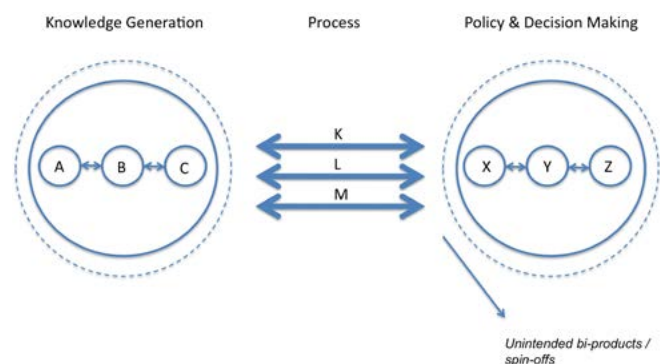 Knowledge Generation
Process
Policy & Decision Making
K
A
B
C
L
X
Y
Z
M
Unintended bi-products /
spin-offs